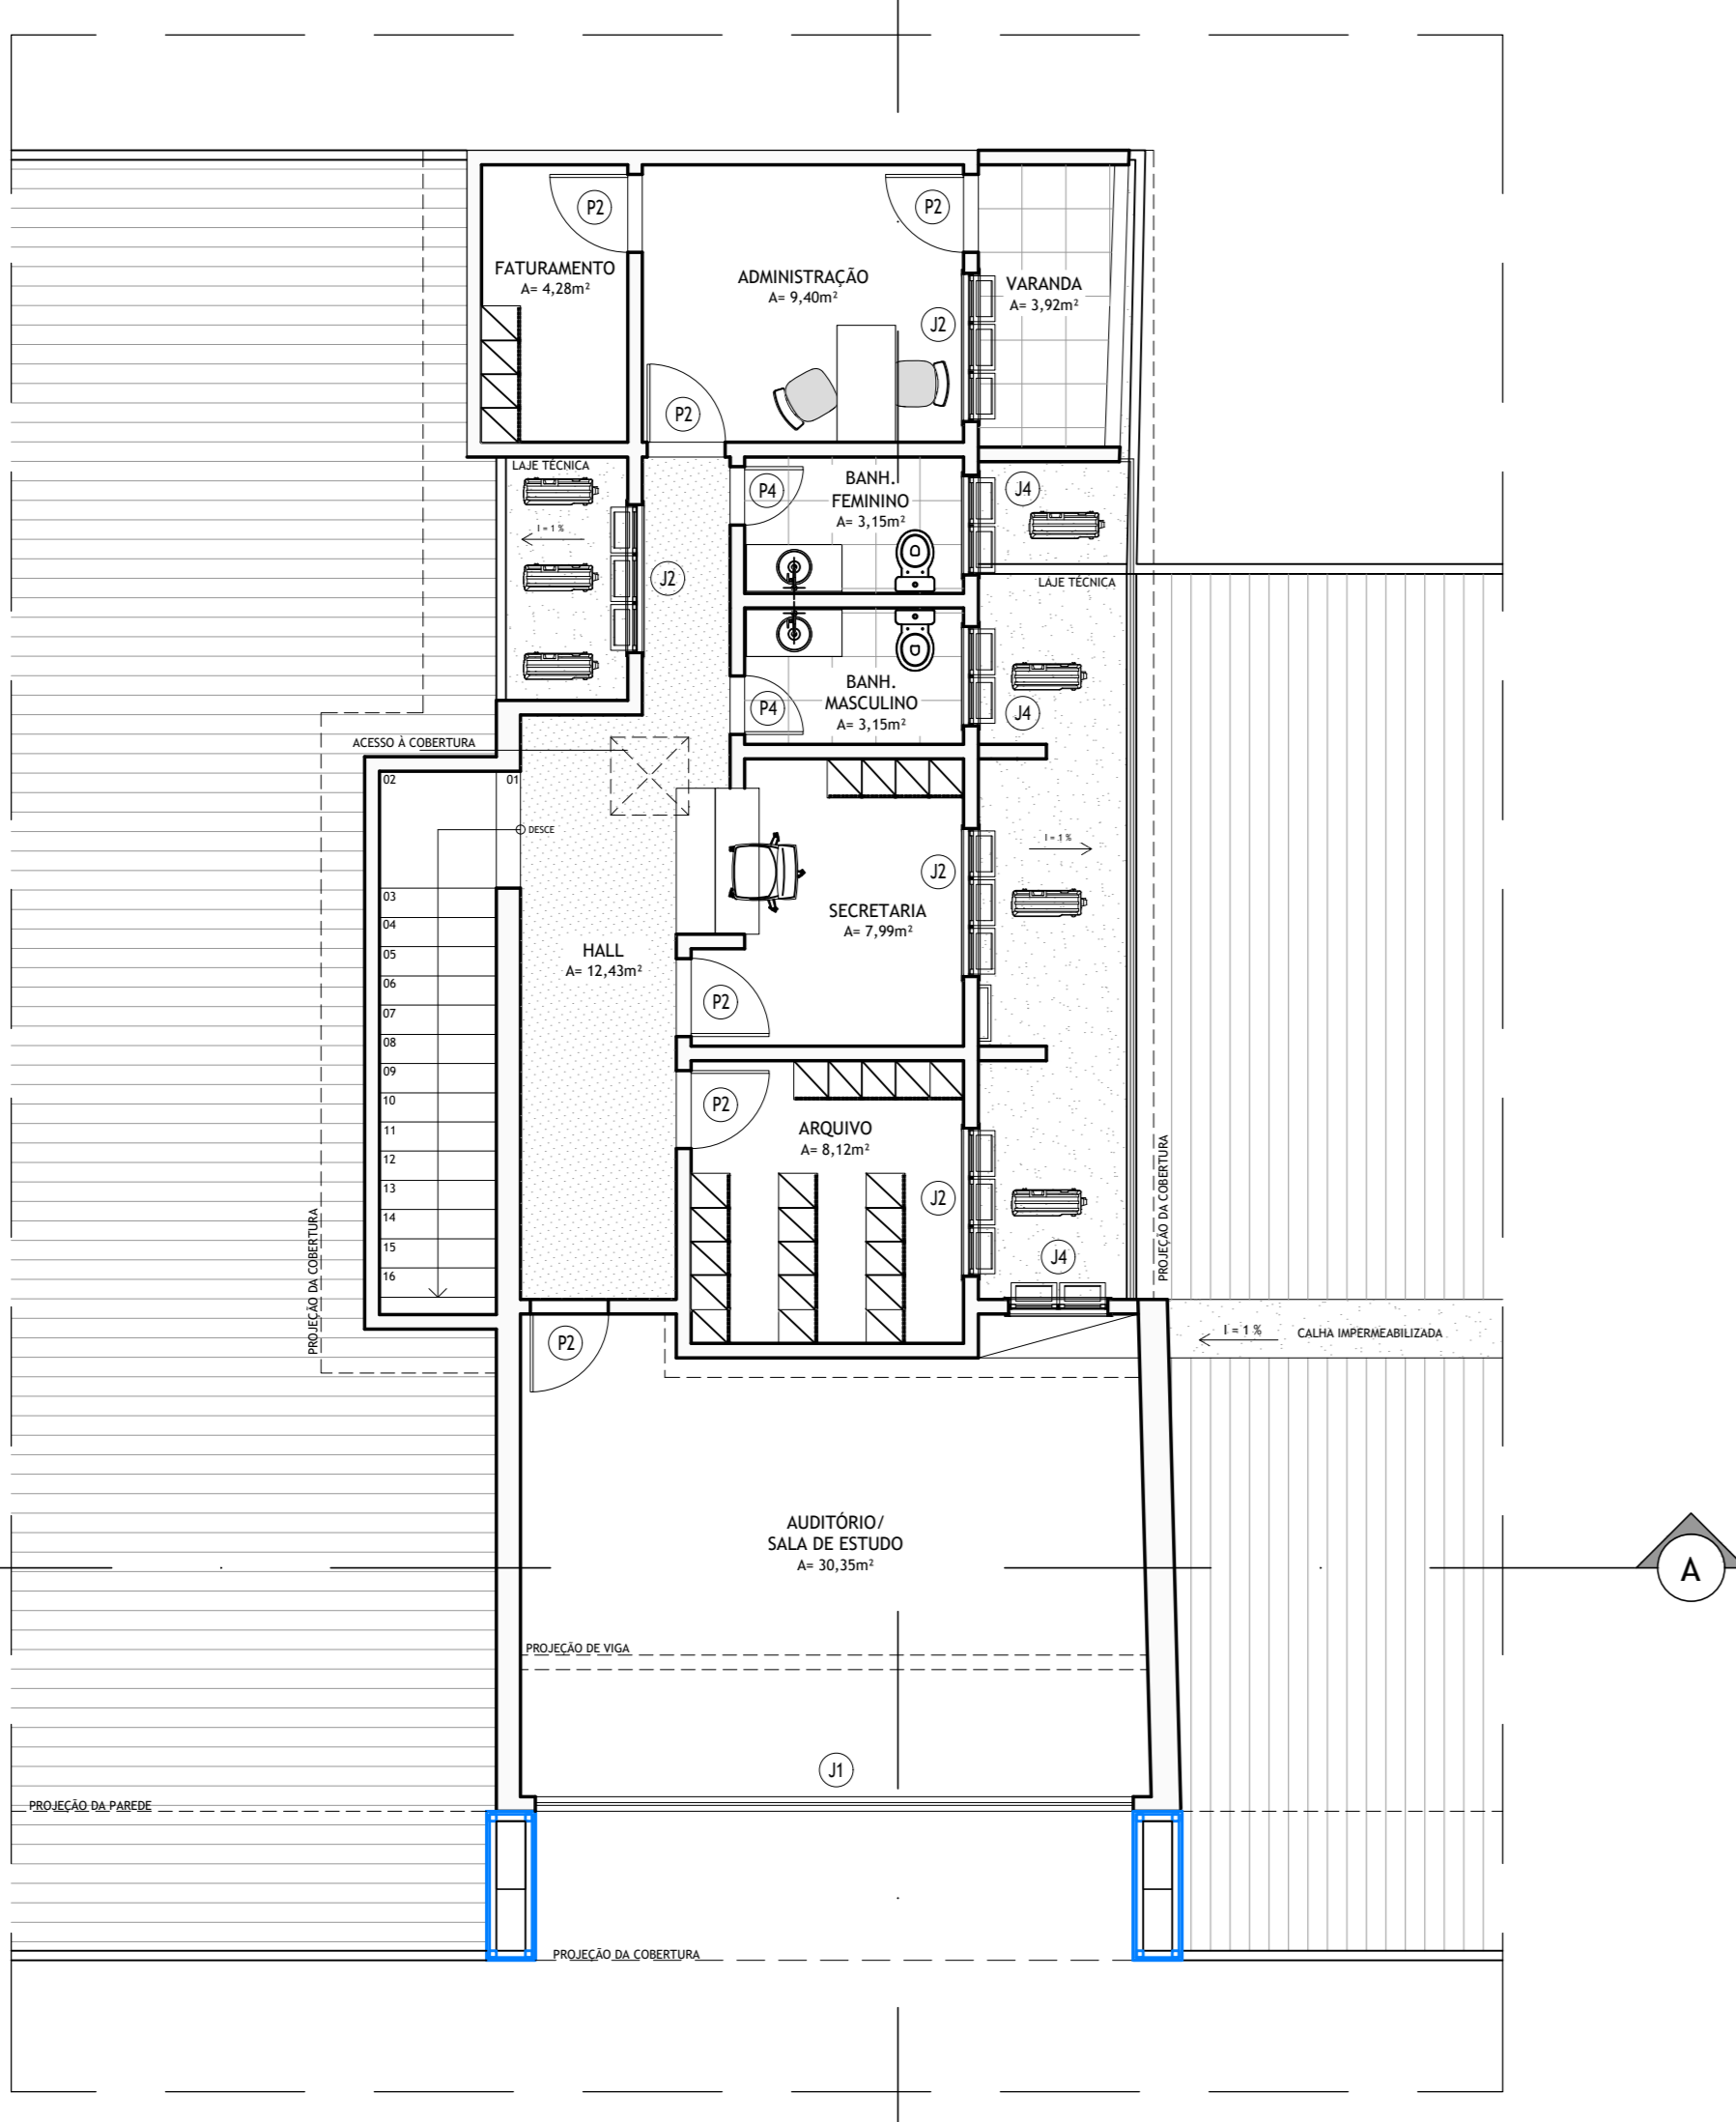 P2
P2
FATURAMENTO
A= 4,28m²
ADMINISTRAÇÃO
A= 9,40m²
VARANDA
A= 3,92m²
J2
P2
LAJE TÉCNICA
I = 1 %
J2
P4
BANH.
FEMININO
A= 3,15m²
J4
LAJE TÉCNICA
BANH.
MASCULINO
A= 3,15m²
P4
J4
ACESSO À COBERTURA
02
01
DESCE
03
04
05
06
07
08
09
10
11
12
13
14
15
16
HALL
A= 12,43m²
SECRETARIA
A= 7,99m²
J2
I = 1 %
P2
P2
ARQUIVO
A= 8,12m²
J2
J4
PROJEÇÃO DA COBERTURA
PROJEÇÃO DA COBERTURA
I = 1 %
CALHA IMPERMEABILIZADA
P2
AUDITÓRIO/
SALA DE ESTUDO
A= 30,35m²
A
PROJEÇÃO DE VIGA
J1
PROJEÇÃO DA PAREDE
PROJEÇÃO DA COBERTURA